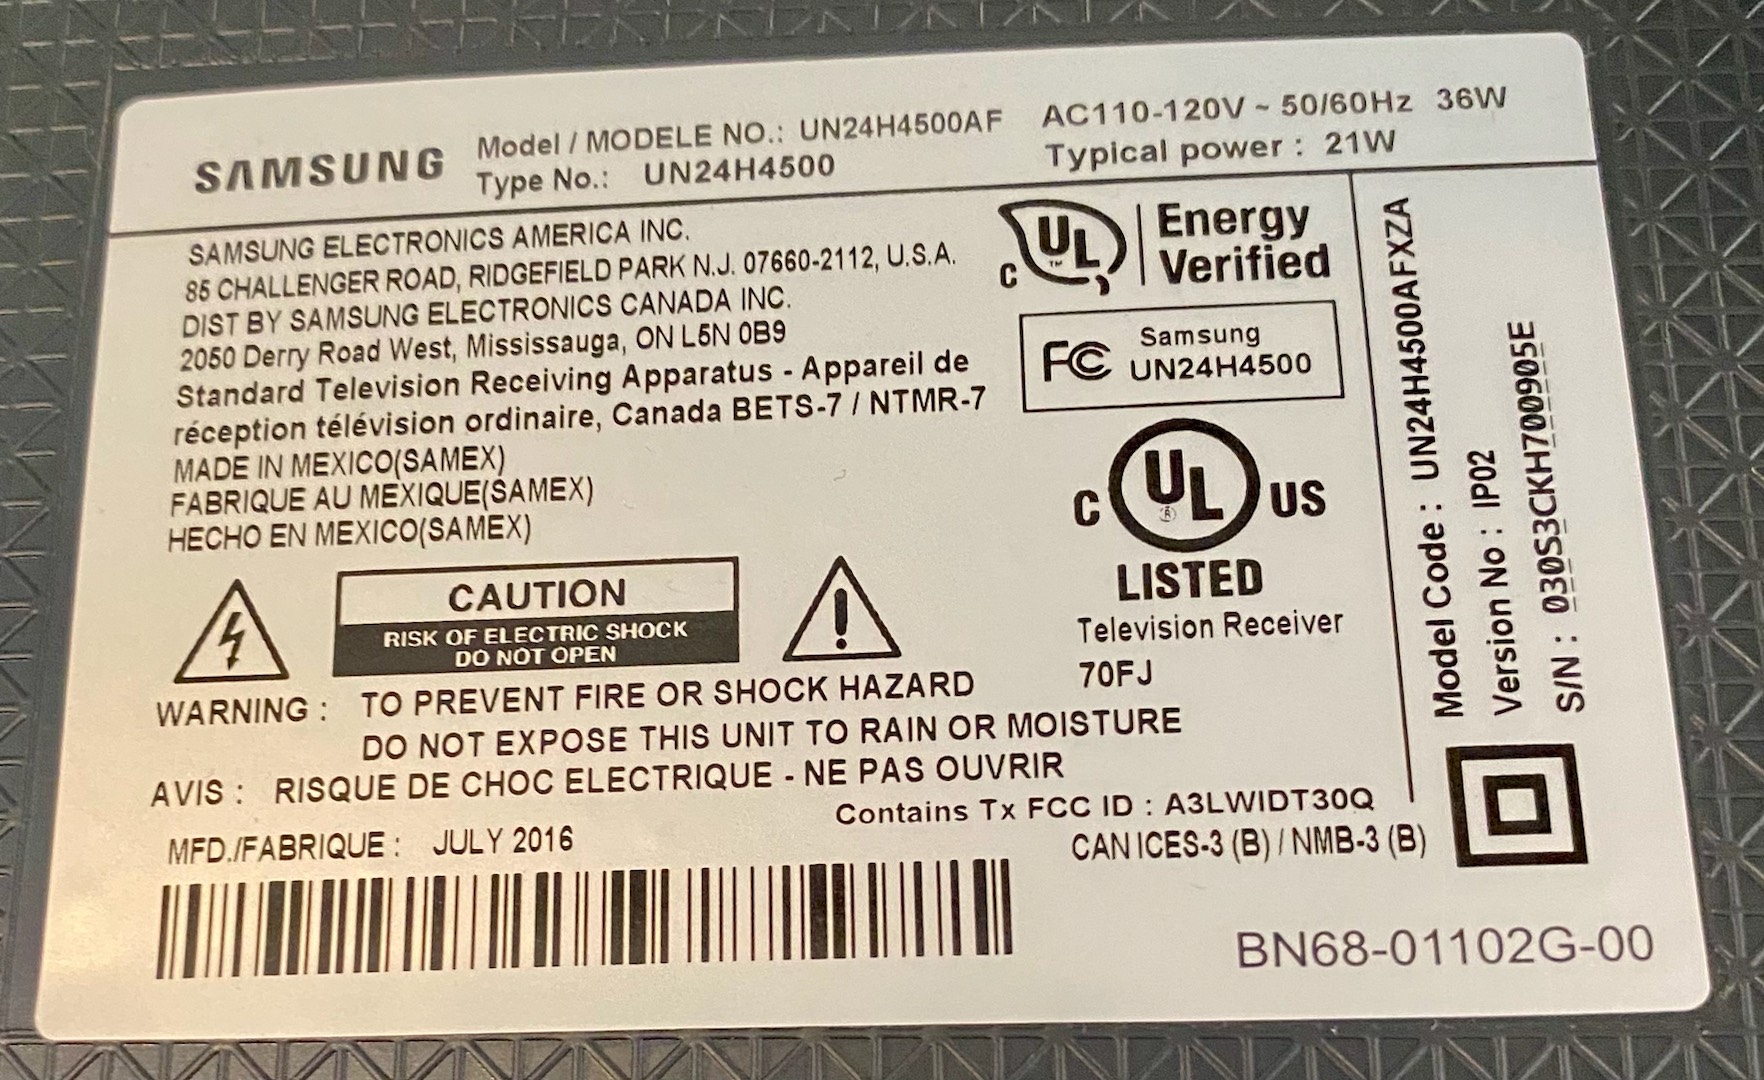 SAMSUNG
Model / MODELE NO.: UN24H4500AF
Type No.: UN24H4500
AC110-120V ~ 50/60Hz 36W
Typical power : 21W
SAMSUNG ELECTRONICS AMERICA INC.
85 CHALLENGER ROAD, RIDGEFIELD PARK N.J. 07660-2112, U.S.A.
DIST BY SAMSUNG ELECTRONICS CANADA INC.
2050 Derry Road West, Mississauga, ON L5N 0B9
Standard Television Receiving Apparatus - Appareil de
réception télévision ordinaire, Canada BETS-7 / NTMR-7
MADE IN MEXICO(SAMEX)
FABRIQUE AU MEXIQUE(SAMEX)
HECHO EN MEXICO(SAMEX)
C UL TM
Energy
Verified
FC
Samsung
UN24H4500
C UL ® US
LISTED
Television Receiver
70FJ
CAUTION
RISK OF ELECTRIC SHOCK
DO NOT OPEN
WARNING : TO PREVENT FIRE OR SHOCK HAZARD
DO NOT EXPOSE THIS UNIT TO RAIN OR MOISTURE
AVIS : RISQUE DE CHOC ELECTRIQUE - NE PAS OUVRIR
Contains Tx FCC ID : A3LWIDT30Q
MFD./FABRIQUE : JULY 2016
CAN ICES-3 (B) / NMB-3 (B)
Model Code : UN24H4500AFXZA
Version No : IP02
S/N : 030S3CKH700905E
BN68-01102G-00